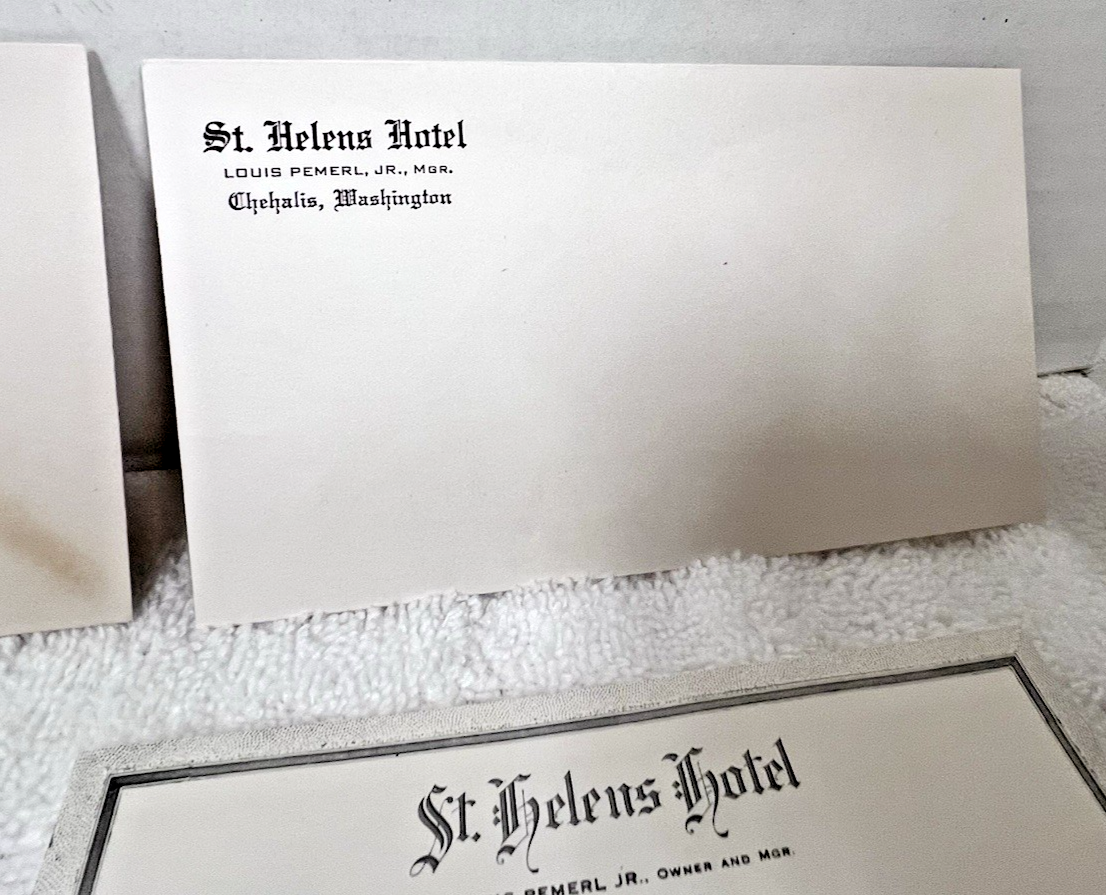 St. Helens Hotel
LOUIS PEMERL, JR., MGR.
Chehalis, Washington
St. Helens Hotel
PEMERL JR., OWNER AND MGR.